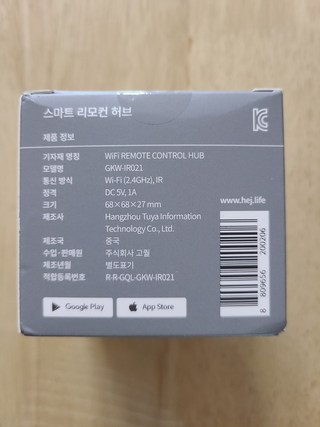 스마트 리모컨 허브
제품 정보
기자재 명칭 WiFi REMOTE CONTROL HUB
모델명 GKW-IR021
통신 방식 Wi-Fi (2.4GHz), IR
정격 DC 5V, 1A
크기 68×68×27 mm
제조사 Hangzhou Tuya Information
Technology Co., Ltd.
제조국 중국
수입·판매원 주식회사 고퀄
제조년월 별도표기
적합등록번호 R-R-GQL-GKW-IR021
www.hej.life
8 809656 200206
Google Play
App Store